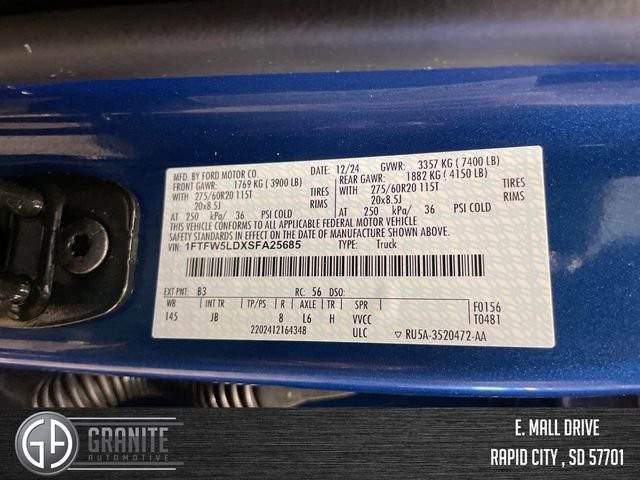 MFD. BY FORD MOTOR CO. DATE: 12/24 GVWR: 3357 KG ( 7400 LB)
FRONT GAWR: 1769 KG ( 3900 LB) REAR GAWR: 1882 KG ( 4150 LB)
WITH 275/60R20 115T TIRES WITH 275/60R20 115T TIRES
20x8.5J 20x8.5J
AT 250 kPa/ 36 PSI COLD AT 250 kPa/ 36 PSI COLD
THIS VEHICLE CONFORMS TO ALL APPLICABLE FEDERAL MOTOR VEHICLE
SAFETY STANDARDS IN EFFECT ON THE DATE OF MANUFACTURE SHOWN ABOVE.
VIN: 1FTFW5LDXSFA25685 TYPE: Truck
EXT PNT: B3 RC: 56 DSO:
WB INT TR TP/PS R AXLE TR SPR F0156
145 JB 8 L6 H VVCC T0481
2202412164348 ULC RU5A-3520472-AA
GA GRANITE
AUTOMOTIVE
E. MALL DRIVE
RAPID CITY , SD 57701